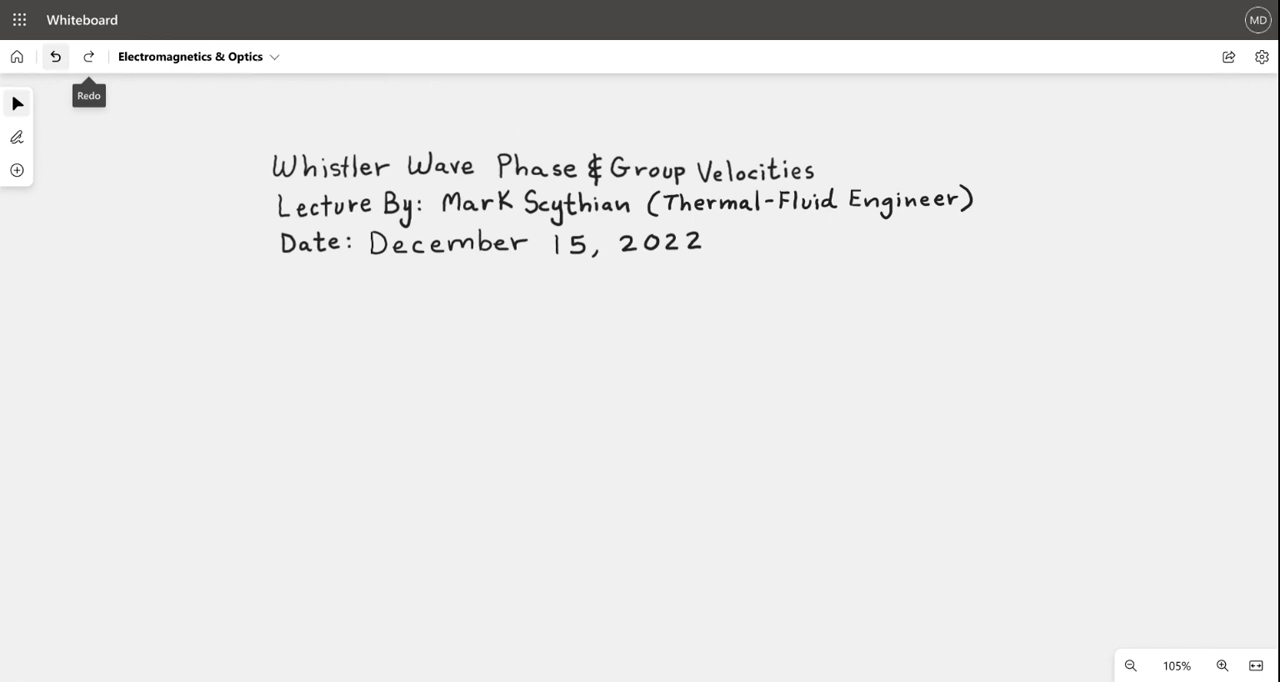 Whiteboard
MD
Electromagnetics & Optics
Redo
Whistler Wave Phase & Group Velocities
Lecture By: Mark Scythian (Thermal-Fluid Engineer)
Date: December 15, 2022
105%